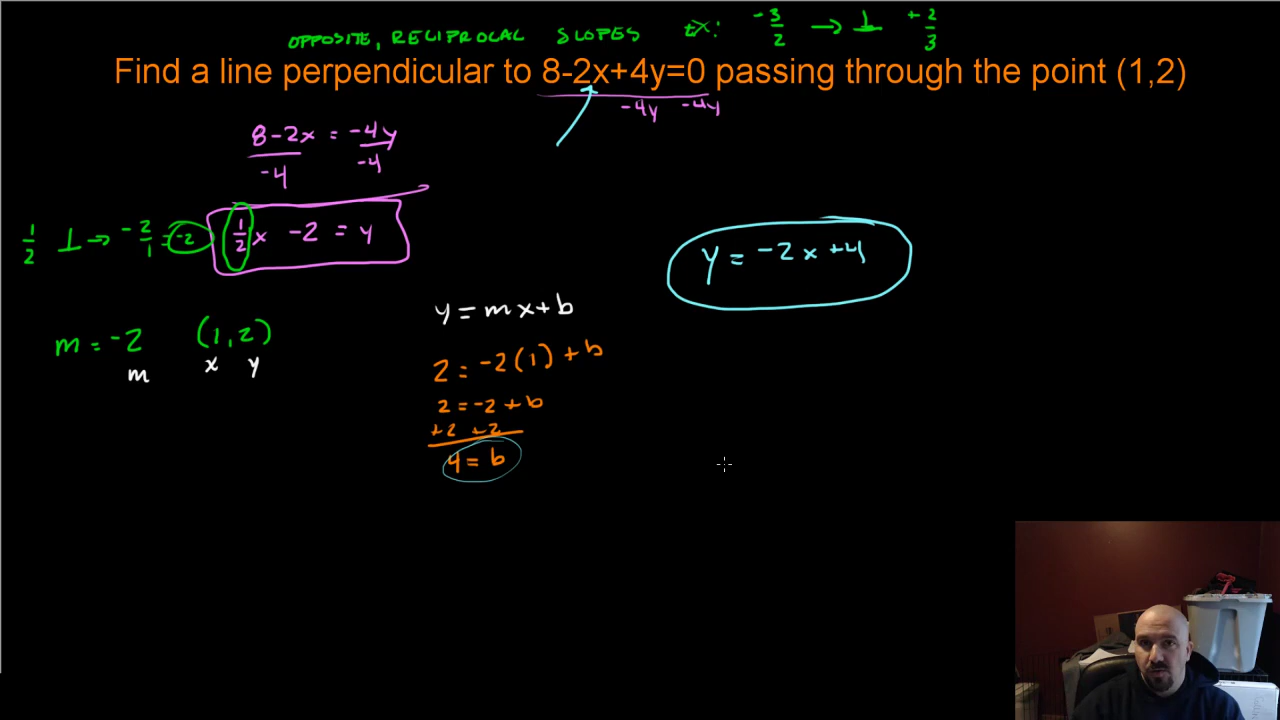 OPPOSITE, RECIPROCAL SLOPES EX: -3/2 → ⊥ +2/3
Find a line perpendicular to 8-2x+4y=0 passing through the point (1,2)
-4y -4y
8-2x = -4y
-4 -4
1/2 x -2 = y
1/2 ⊥→ -2/1 = -2
y = -2x+4
m = -2 (1,2)
m x y
y = mx+b
2 = -2(1) + b
2 = -2 + b
+2 +2
4 = b